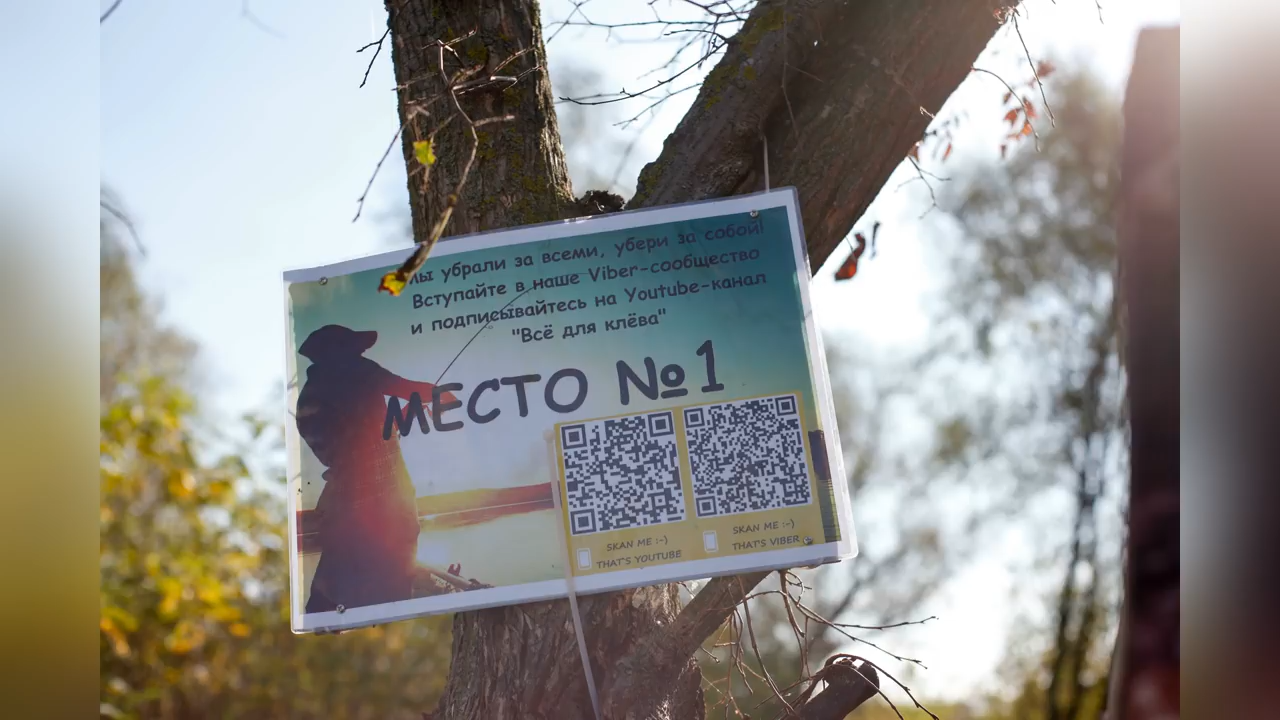 мы убрали за всеми, убери за собой!
Вступайте в наше Viber-сообщество
и подписывайтесь на Youtube-канал
"Всё для клёва"
МЕСТО №1
SKAN ME :-)
THAT'S YOUTUBE
SKAN ME :-)
THAT'S VIBER